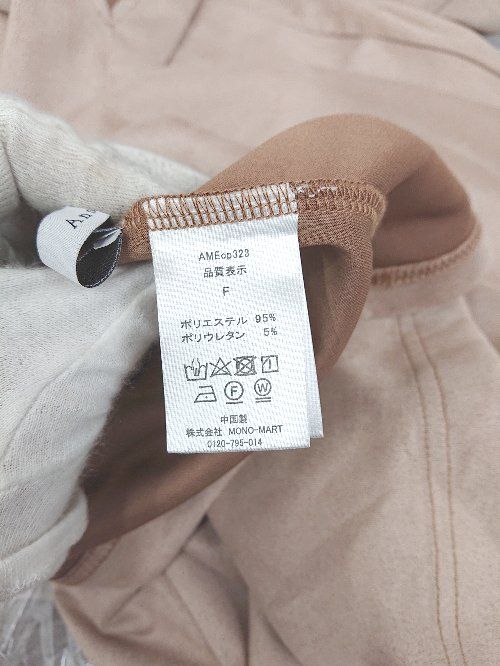 AMEop323
品質表示
F
ポリエステル 95%
ポリウレタン 5%
中国製
株式会社 MONO-MART
0120-795-014